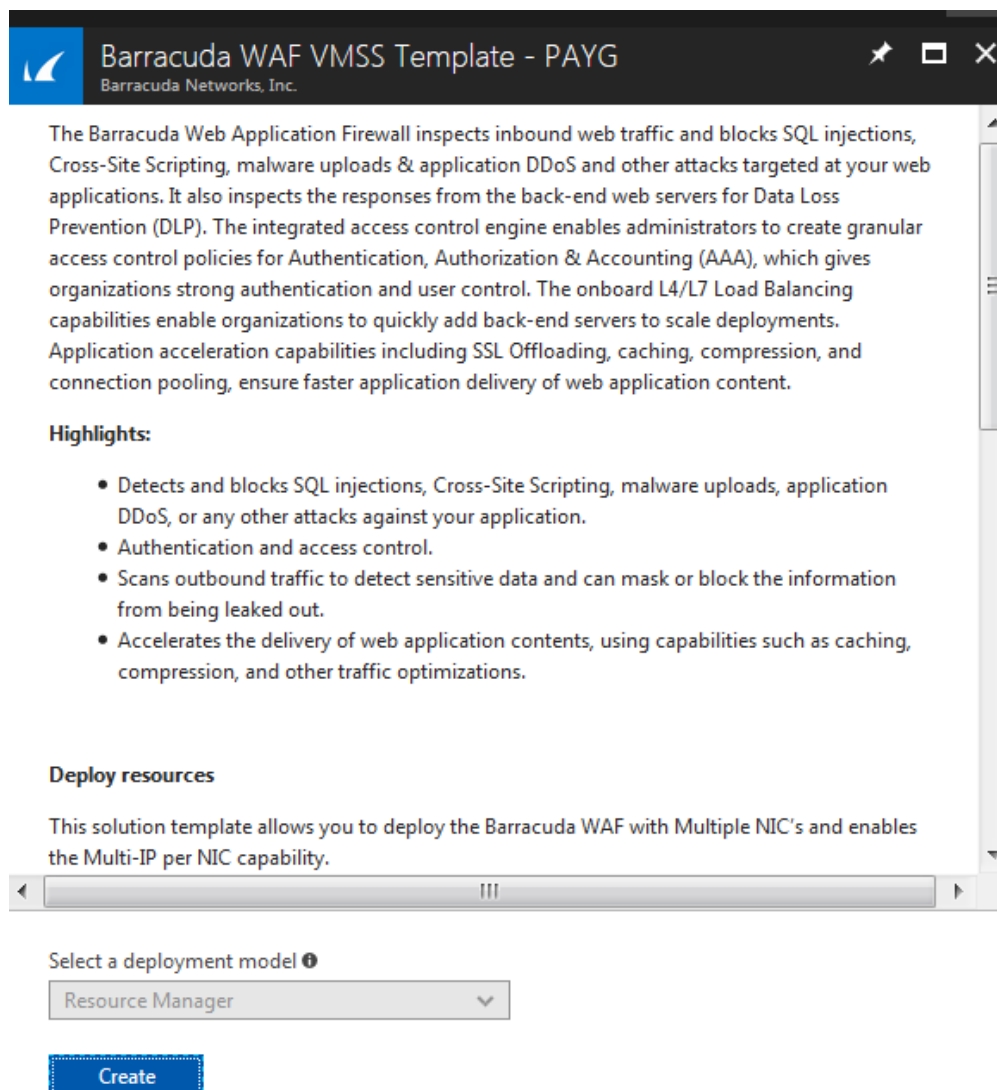 Barracuda WAF VMSS Template - PAYG
Barracuda Networks, Inc.
The Barracuda Web Application Firewall inspects inbound web traffic and blocks SQL injections,
Cross-Site Scripting, malware uploads & application DDoS and other attacks targeted at your web
applications. It also inspects the responses from the back-end web servers for Data Loss
Prevention (DLP). The integrated access control engine enables administrators to create granular
access control policies for Authentication, Authorization & Accounting (AAA), which gives
organizations strong authentication and user control. The onboard L4/L7 Load Balancing
capabilities enable organizations to quickly add back-end servers to scale deployments.
Application acceleration capabilities including SSL Offloading, caching, compression, and
connection pooling, ensure faster application delivery of web application content.
Highlights:
• Detects and blocks SQL injections, Cross-Site Scripting, malware uploads, application
DDoS, or any other attacks against your application.
• Authentication and access control.
• Scans outbound traffic to detect sensitive data and can mask or block the information
from being leaked out.
• Accelerates the delivery of web application contents, using capabilities such as caching,
compression, and other traffic optimizations.
Deploy resources
This solution template allows you to deploy the Barracuda WAF with Multiple NIC's and enables
the Multi-IP per NIC capability.
Select a deployment model
Resource Manager
Create